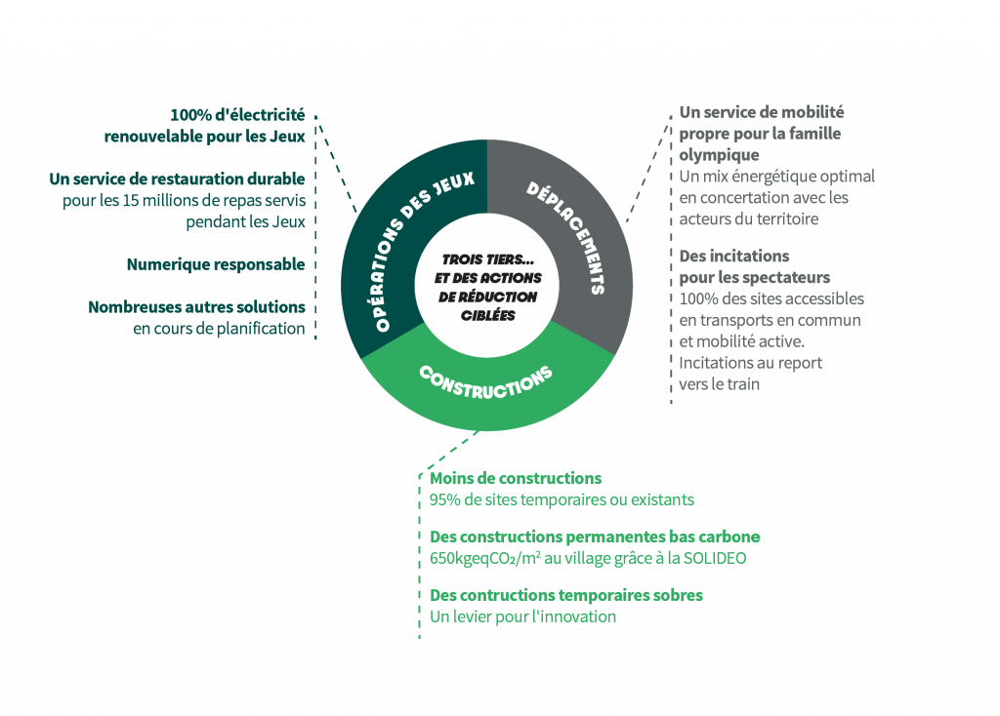 100% d'électricité
renouvelable pour les Jeux
Un service de restauration durable
pour les 15 millions de repas servis
pendant les Jeux
Numerique responsable
Nombreuses autres solutions
en cours de planification
OPÉRATIONS DES JEUX
DÉPLACEMENTS
CONSTRUCTIONS
TROIS TIERS...
ET DES ACTIONS
DE RÉDUCTION
CIBLÉES
Un service de mobilité
propre pour la famille
olympique
Un mix énergétique optimal
en concertation avec les
acteurs du territoire
Des incitations
pour les spectateurs
100% des sites accessibles
en transports en commun
et mobilité active.
Incitations au report
vers le train
Moins de constructions
95% de sites temporaires ou existants
Des constructions permanentes bas carbone
650kgeqCO₂/m² au village grâce à la SOLIDEO
Des contructions temporaires sobres
Un levier pour l'innovation